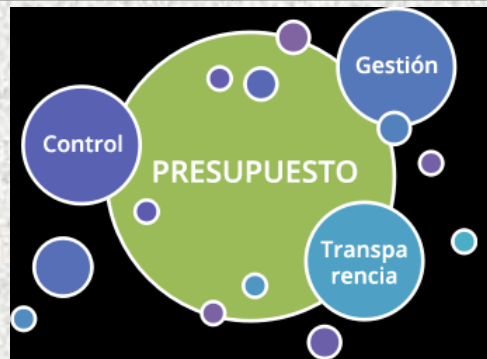 Gestión
Control
PRESUPUESTO
Transpa
rencia